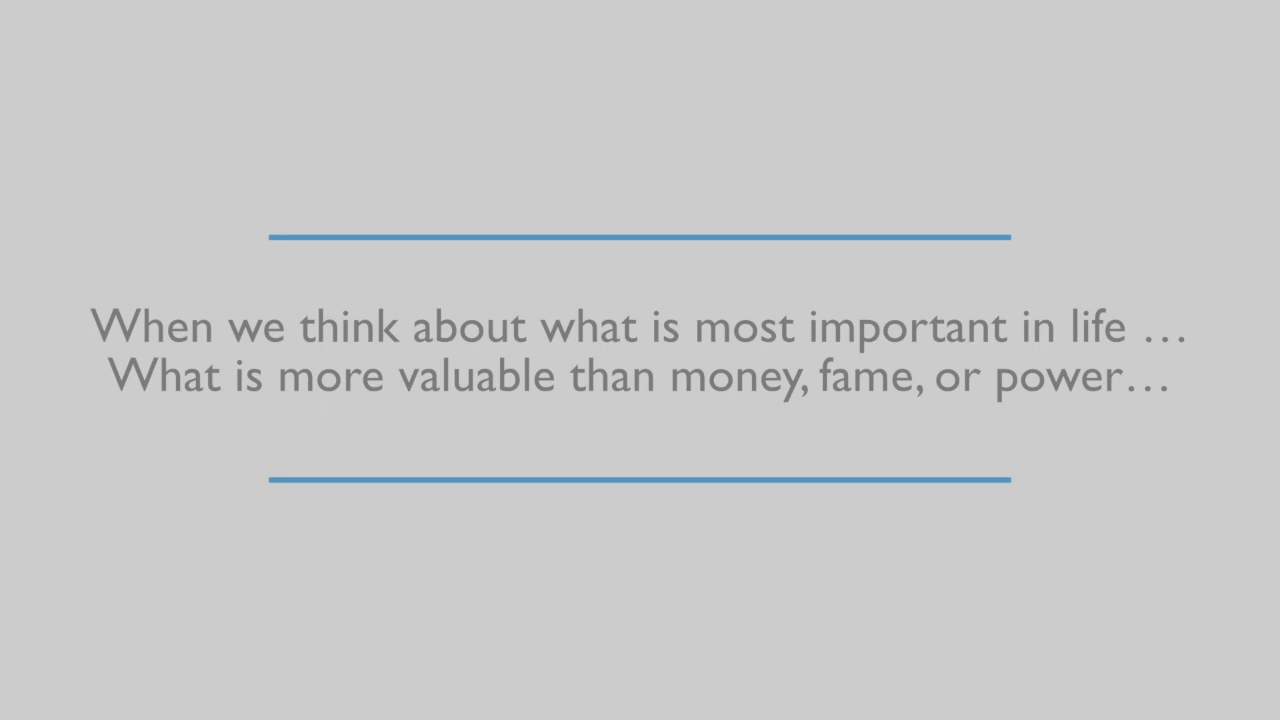 When we think about what is most important in life …
What is more valuable than money, fame, or power…